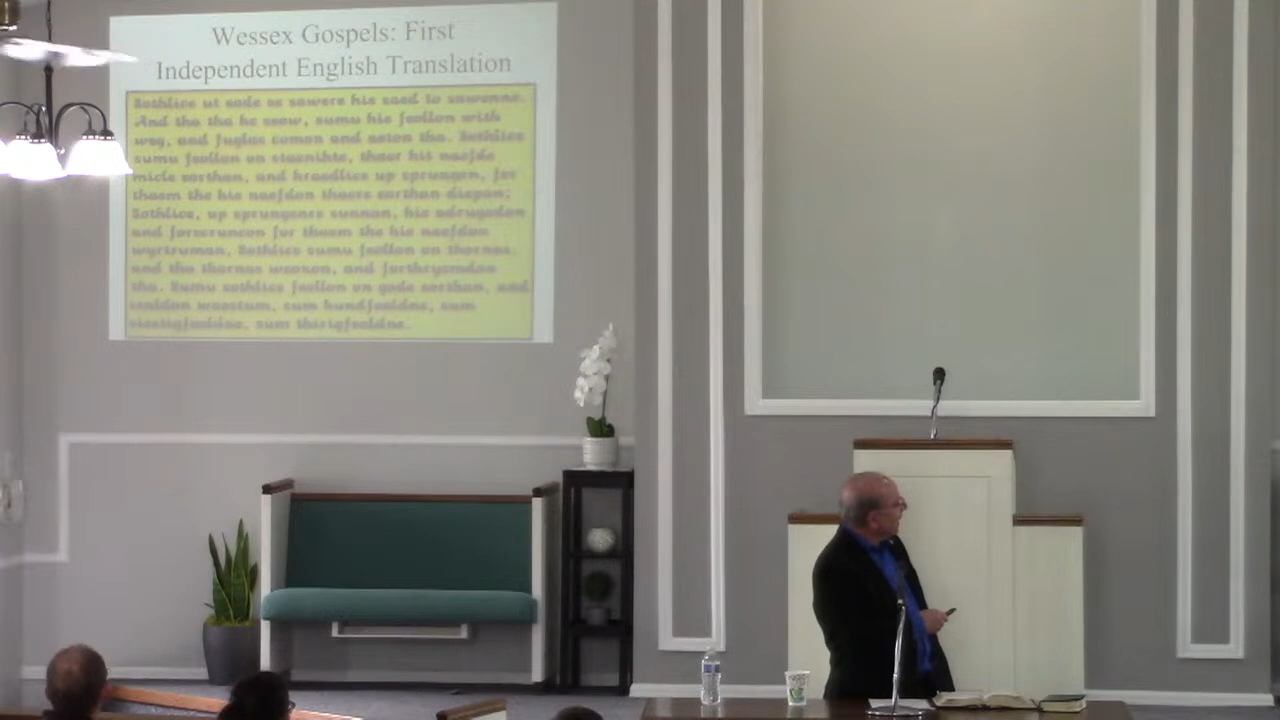 Wessex Gospels: First
Independent English Translation
Sothlice ut eode se sawere his saed to sawenne.
And tha tha he seow, sumu hie feollon with
weg, and fuglas comon and aeton tha. Sothlice
sumu feollon on staenihte, thaer hit naefde
micle eorthan, and hraedlice up sprungon, for
thaem the hie naefdon thaere eorthan diepan;
Sothlice, up sprungenre sunnan, hie adrugodon
and forscruncon for thaem the hie naefdon
wyrtruman. Sothlice sumu feollon on thornas,
and tha thornas weoxon, and forthrysmdon
tha. Sumu sothlice feollon on gode eorthan, and
sealdon waestum, sum hundfealdne, sum
siextigfealdne, sum thritigfealdne.